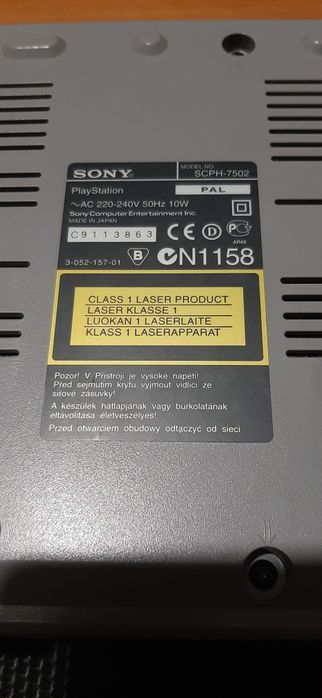 SONY
MODEL NO.
SCPH-7502
PlayStation
PAL
~AC 220-240V 50Hz 10W
Sony Computer Entertainment Inc.
MADE IN JAPAN
C9113863
CE D
AR46
3-052-157-01
B
N1158
CLASS 1 LASER PRODUCT
LASER KLASSE 1
LUOKAN 1 LASERLAITE
KLASS 1 LASERAPPARAT
Pozor! V Přístroji je vysoké napětí!
Před sejmutím krytu vyjmout vidlici ze
síťové zásuvky!
A készülék hátlapjának vagy burkolatának
eltávolítása életveszélyes!
Przed otwarciem obudowy odłączyć od sieci